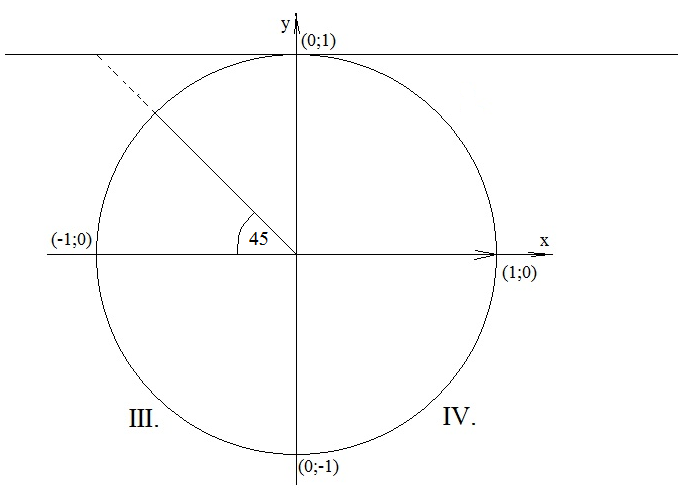 y
(0;1)
(-1;0)
45
x
(1;0)
III.
IV.
(0;-1)